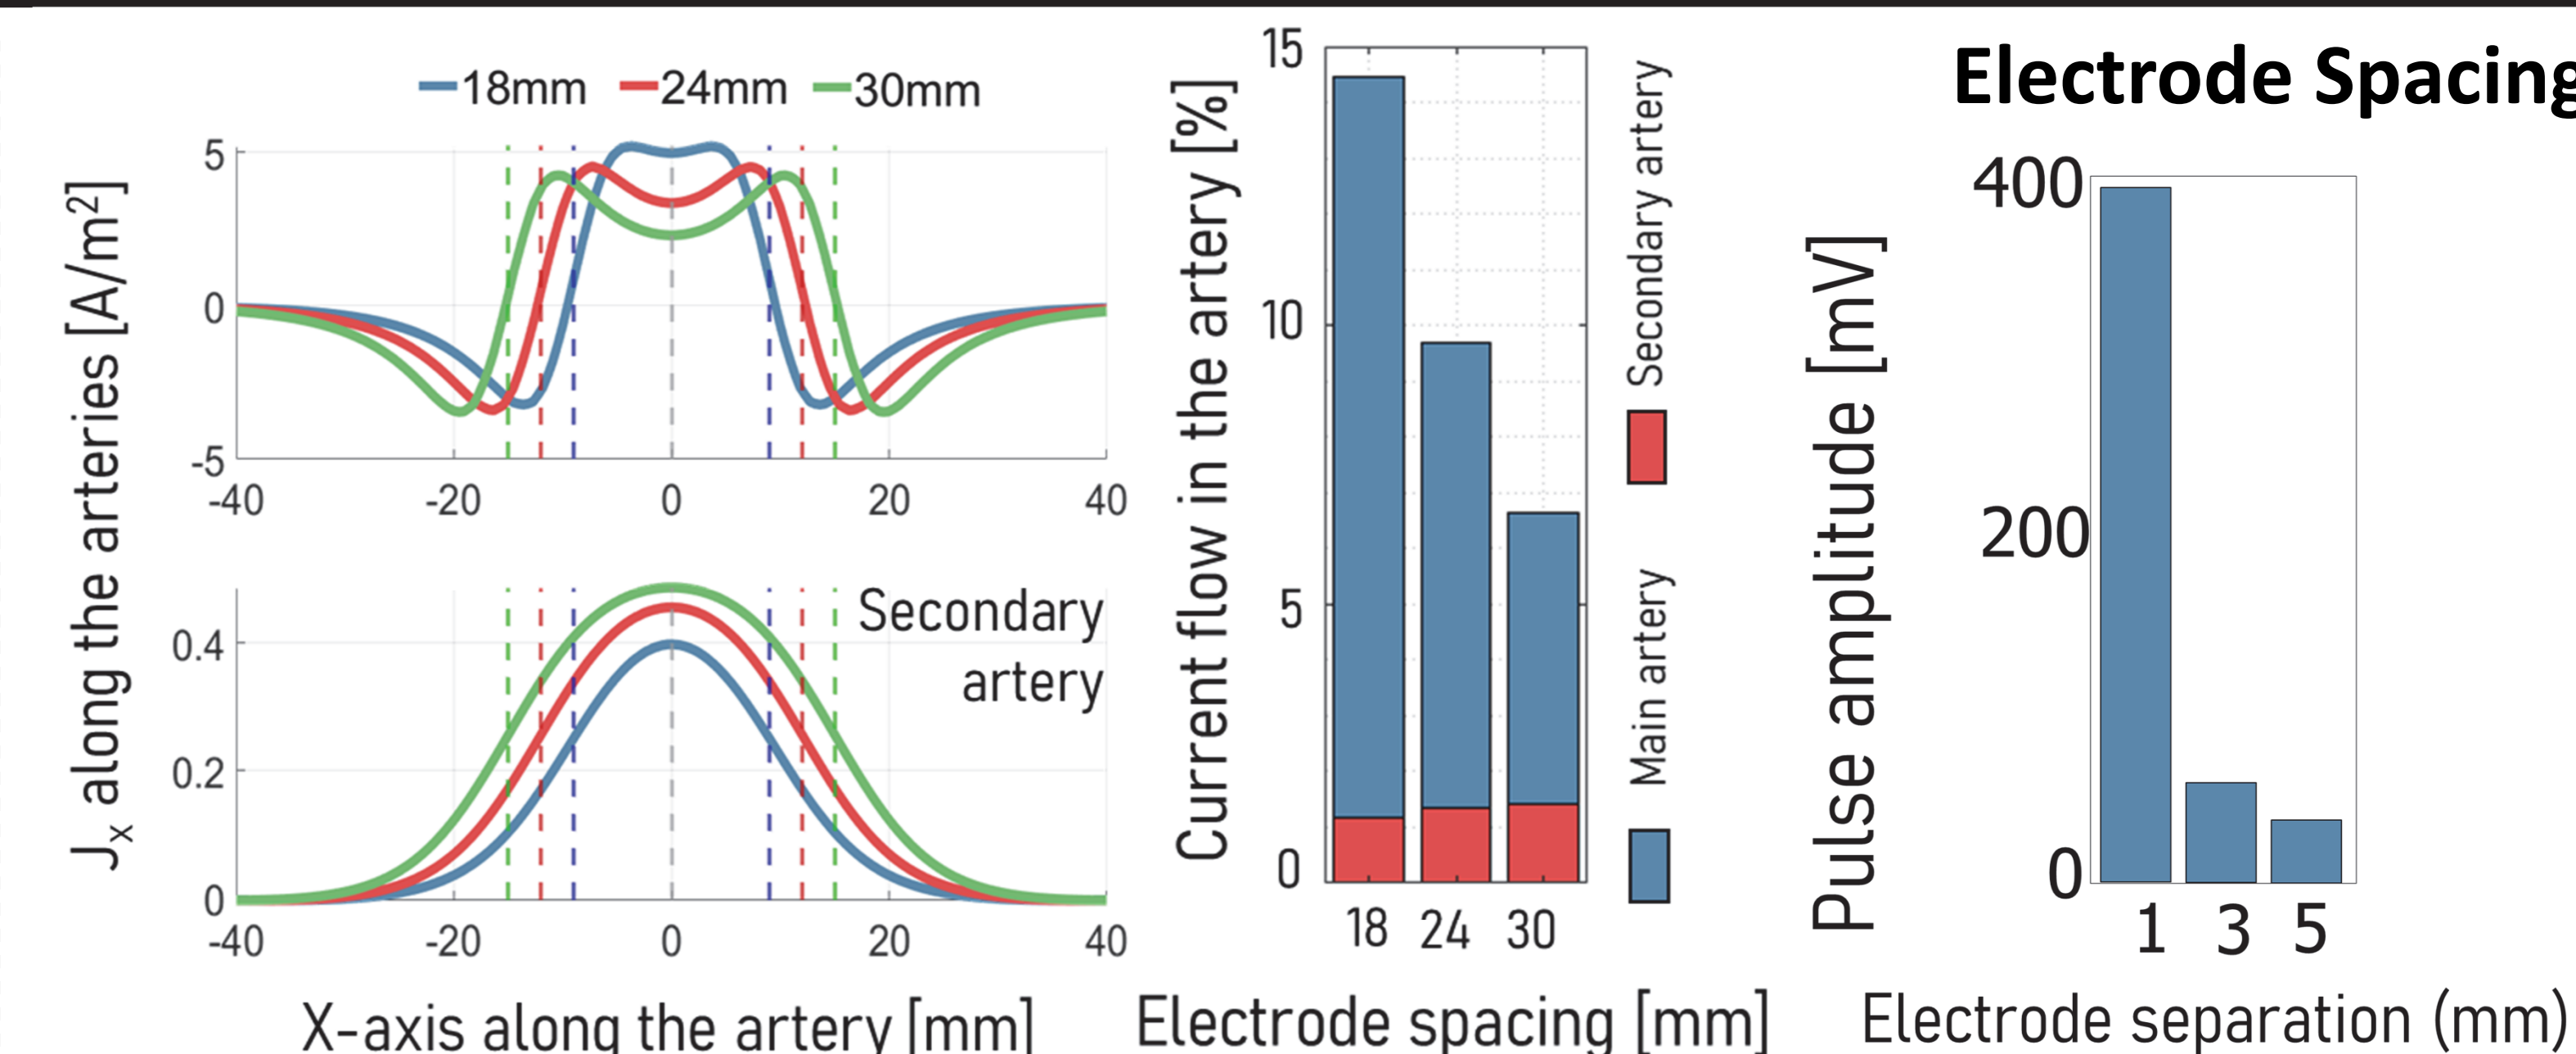 18mm 24mm 30mm
Jx along the arteries [A/m²]
5
0
-5
-40 -20 0 20 40
Secondary
artery
0.4
0.2
0
-40 -20 0 20 40
X-axis along the artery [mm]
Current flow in the artery [%]
15
10
5
0
18 24 30
Electrode spacing [mm]
Main artery Secondary artery
Electrode Spacing
Pulse amplitude [mV]
400
200
0
1 3 5
Electrode separation (mm)